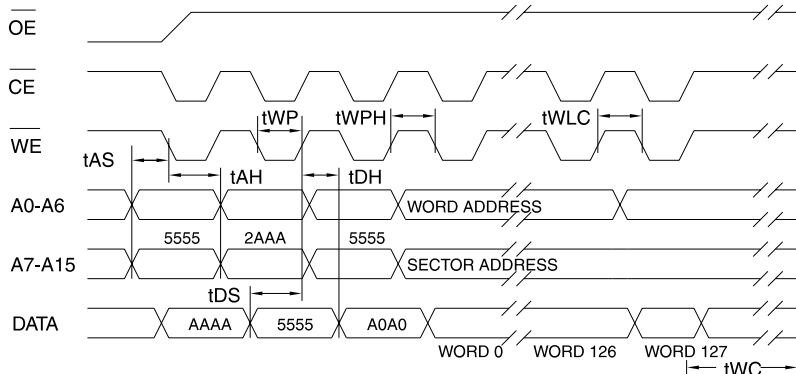 OE
CE
tWP tWPH tWLC
WE
tAS
tAH tDH
A0-A6 WORD ADDRESS
5555 2AAA 5555
A7-A15 SECTOR ADDRESS
tDS
DATA AAAA 5555 A0A0
WORD 0 WORD 126 WORD 127
tWC